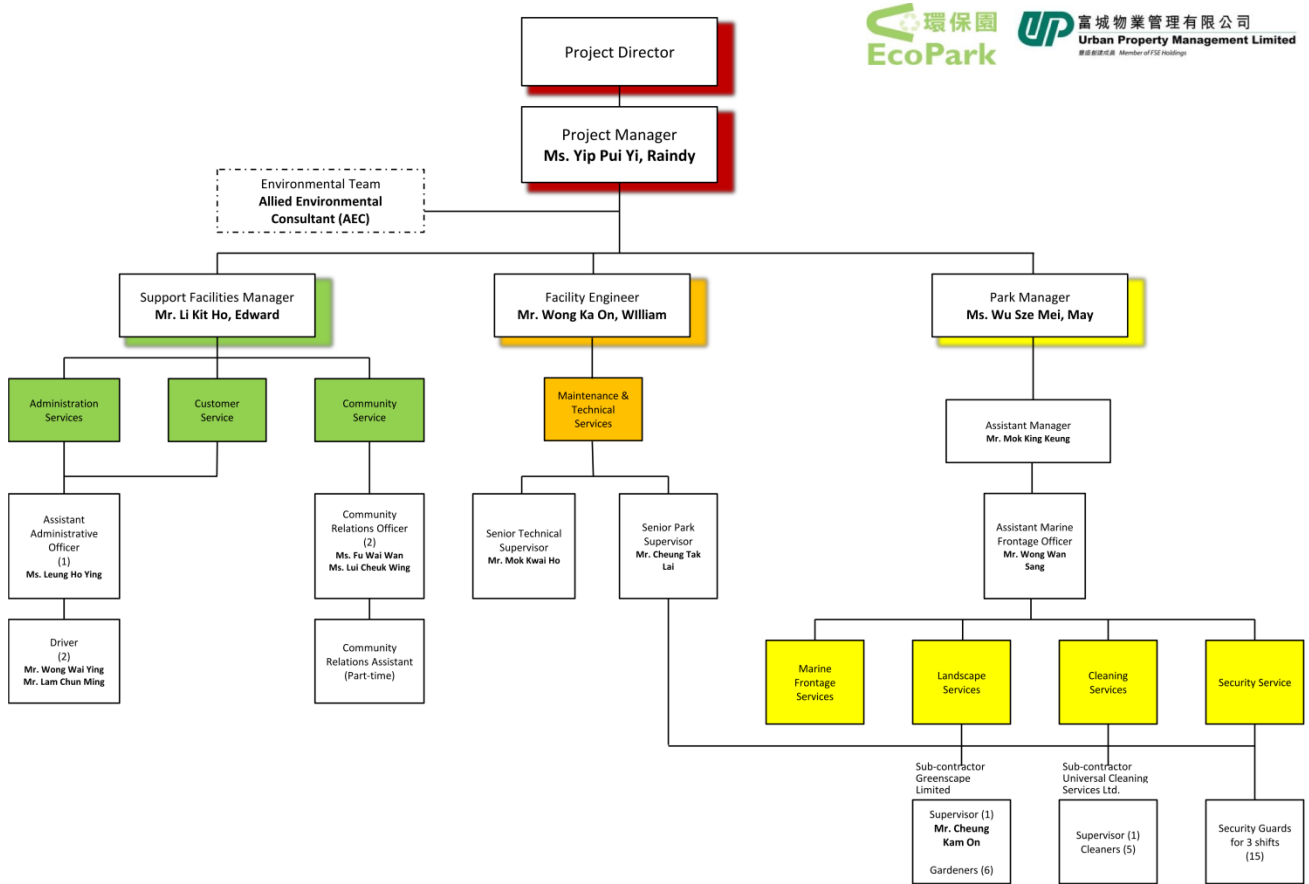 環保園
EcoPark
UP
富城物業管理有限公司
Urban Property Management Limited
豐盛創建成員 Member of FSE Holdings
Project Director
Project Manager
Ms. Yip Pui Yi, Raindy
Environmental Team
Allied Environmental
Consultant (AEC)
Support Facilities Manager
Mr. Li Kit Ho, Edward
Facility Engineer
Mr. Wong Ka On, WIlliam
Park Manager
Ms. Wu Sze Mei, May
Administration
Services
Customer
Service
Community
Service
Maintenance &
Technical
Services
Assistant Manager
Mr. Mok King Keung
Assistant
Administrative
Officer
(1)
Ms. Leung Ho Ying
Community
Relations Officer
(2)
Ms. Fu Wai Wan
Ms. Lui Cheuk Wing
Senior Technical
Supervisor
Mr. Mok Kwai Ho
Senior Park
Supervisor
Mr. Cheung Tak
Lai
Assistant Marine
Frontage Officer
Mr. Wong Wan
Sang
Driver
(2)
Mr. Wong Wai Ying
Mr. Lam Chun Ming
Community
Relations Assistant
(Part-time)
Marine
Frontage
Services
Landscape
Services
Cleaning
Services
Security Service
Sub-contractor
Greenscape
Limited
Sub-contractor
Universal Cleaning
Services Ltd.
Supervisor (1)
Mr. Cheung
Kam On
Gardeners (6)
Supervisor (1)
Cleaners (5)
Security Guards
for 3 shifts
(15)